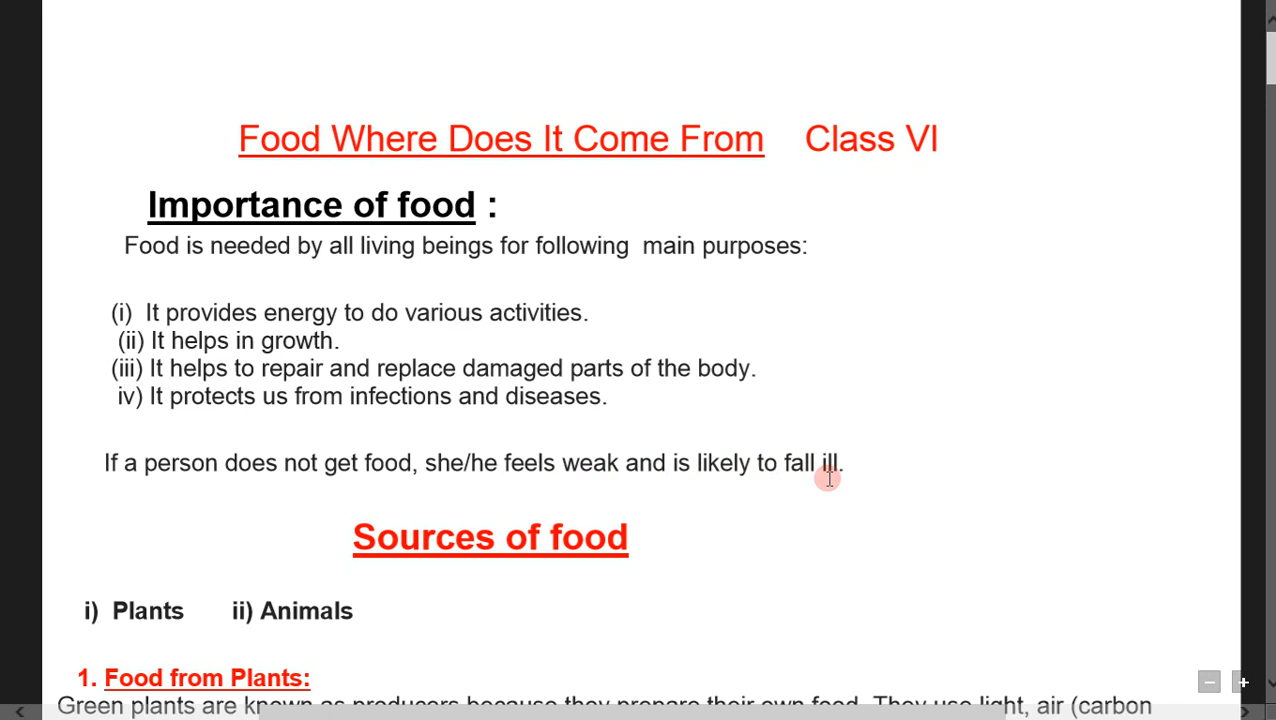 Food Where Does It Come From Class VI
Importance of food :
Food is needed by all living beings for following main purposes:
(i) It provides energy to do various activities.
(ii) It helps in growth.
(iii) It helps to repair and replace damaged parts of the body.
iv) It protects us from infections and diseases.
If a person does not get food, she/he feels weak and is likely to fall ill.
Sources of food
i) Plants ii) Animals
1. Food from Plants:
Green plants are known as producers because they prepare their own food. They use light, air (carbon